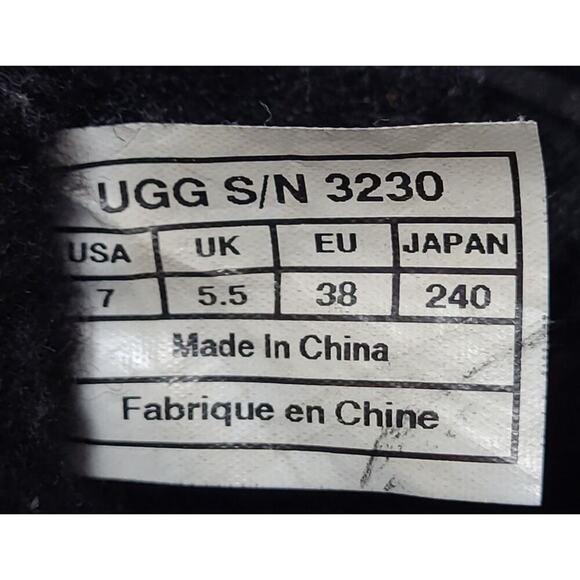 UGG S/N 3230
USA UK EU JAPAN
7 5.5 38 240
Made In China
Fabrique en Chine